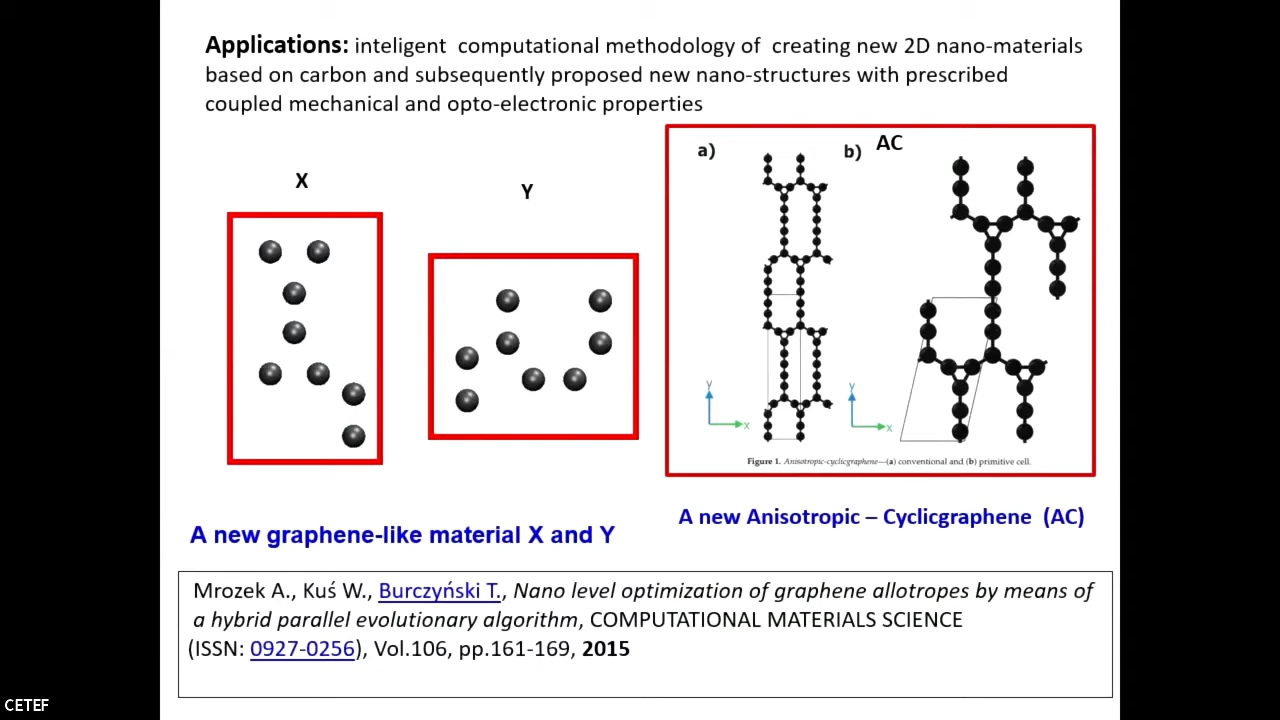 Applications: inteligent computational methodology of creating new 2D nano-materials
based on carbon and subsequently proposed new nano-structures with prescribed
coupled mechanical and opto-electronic properties
X
Y
a)
b)
AC
Y
X
Y
X
Figure 1. Anisotropic-cyclicgraphene—(a) conventional and (b) primitive cell.
A new graphene-like material X and Y
A new Anisotropic – Cyclicgraphene (AC)
Mrozek A., Kuś W., Burczyński T., Nano level optimization of graphene allotropes by means of
a hybrid parallel evolutionary algorithm, COMPUTATIONAL MATERIALS SCIENCE
(ISSN: 0927-0256), Vol.106, pp.161-169, 2015
CETEF